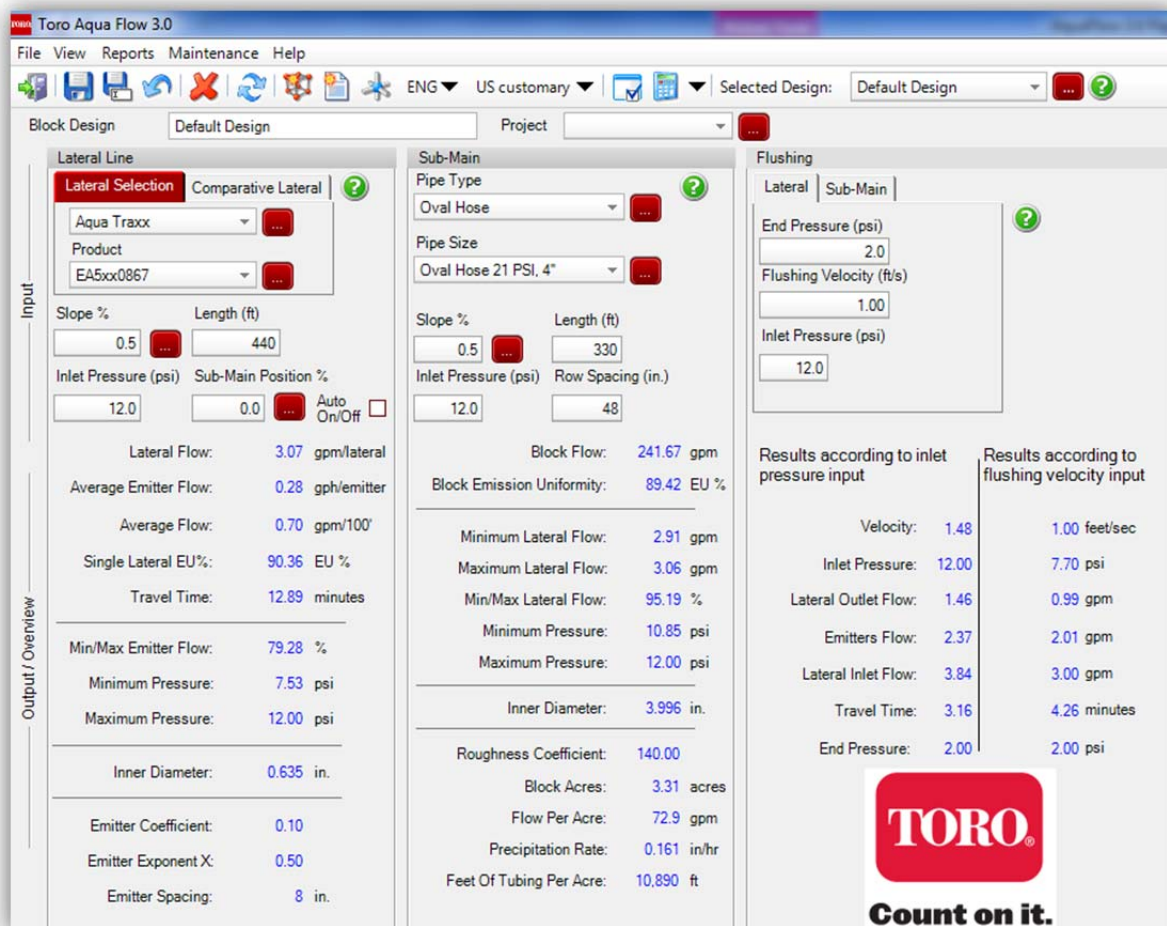 TORO Toro Aqua Flow 3.0
File View Reports Maintenance Help
ENG US customary Selected Design: Default Design ...
Block Design Default Design Project ...
Lateral Line
Lateral Selection Comparative Lateral
Aqua Traxx ...
Product
EA5xx0867 ...
Slope % Length (ft)
0.5 ... 440
Inlet Pressure (psi) Sub-Main Position %
12.0 0.0 ... Auto On/Off
Lateral Flow: 3.07 gpm/lateral
Average Emitter Flow: 0.28 gph/emitter
Average Flow: 0.70 gpm/100'
Single Lateral EU%: 90.36 EU %
Travel Time: 12.89 minutes
Min/Max Emitter Flow: 79.28 %
Minimum Pressure: 7.53 psi
Maximum Pressure: 12.00 psi
Inner Diameter: 0.635 in.
Emitter Coefficient: 0.10
Emitter Exponent X: 0.50
Emitter Spacing: 8 in.
Input
Output / Overview
Sub-Main
Pipe Type
Oval Hose ...
Pipe Size
Oval Hose 21 PSI, 4" ...
Slope % Length (ft)
0.5 ... 330
Inlet Pressure (psi) Row Spacing (in.)
12.0 48
Block Flow: 241.67 gpm
Block Emission Uniformity: 89.42 EU %
Minimum Lateral Flow: 2.91 gpm
Maximum Lateral Flow: 3.06 gpm
Min/Max Lateral Flow: 95.19 %
Minimum Pressure: 10.85 psi
Maximum Pressure: 12.00 psi
Inner Diameter: 3.996 in.
Roughness Coefficient: 140.00
Block Acres: 3.31 acres
Flow Per Acre: 72.9 gpm
Precipitation Rate: 0.161 in/hr
Feet Of Tubing Per Acre: 10,890 ft
Flushing
Lateral Sub-Main
End Pressure (psi)
2.0
Flushing Velocity (ft/s)
1.00
Inlet Pressure (psi)
12.0
Results according to inlet
pressure input
Results according to
flushing velocity input
Velocity: 1.48 1.00 feet/sec
Inlet Pressure: 12.00 7.70 psi
Lateral Outlet Flow: 1.46 0.99 gpm
Emitters Flow: 2.37 2.01 gpm
Lateral Inlet Flow: 3.84 3.00 gpm
Travel Time: 3.16 4.26 minutes
End Pressure: 2.00 2.00 psi
TORO®
Count on it.